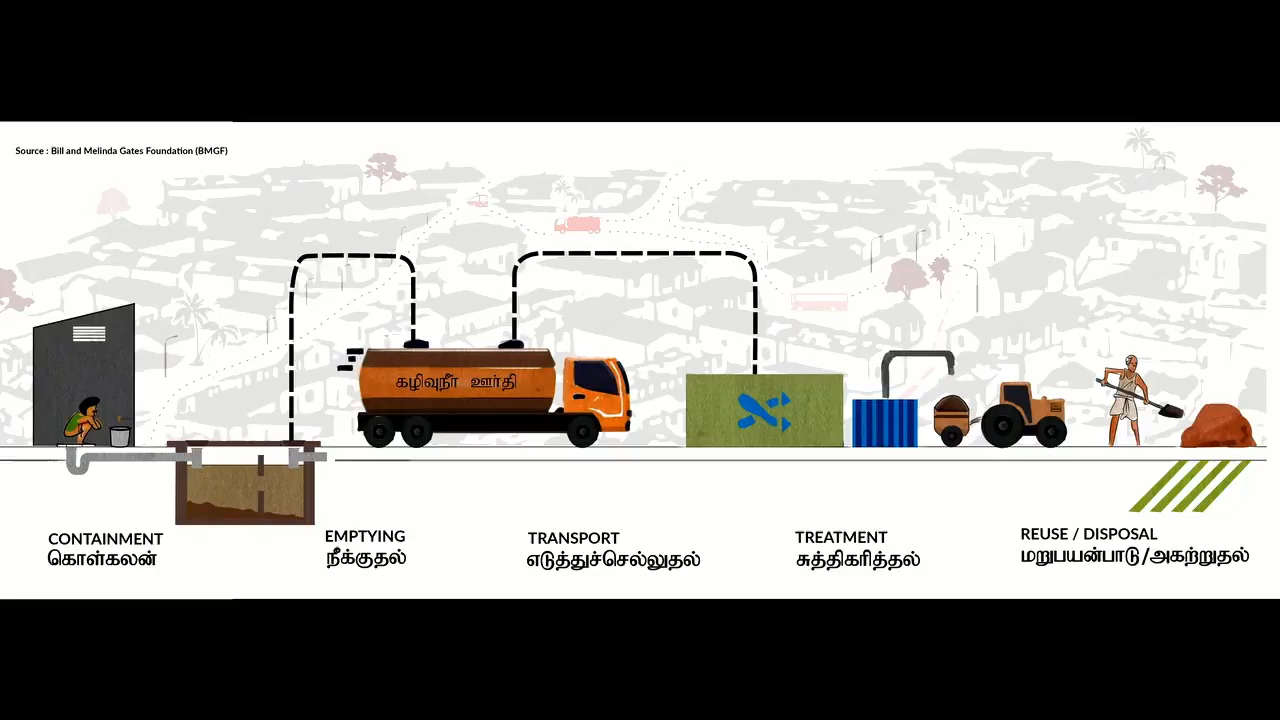 Source : Bill and Melinda Gates Foundation (BMGF)
கழிவுநீர் ஊர்தி
CONTAINMENT
கொள்கலன்
EMPTYING
நீக்குதல்
TRANSPORT
எடுத்துச்செல்லுதல்
TREATMENT
சுத்திகரித்தல்
REUSE / DISPOSAL
மறுபயன்பாடு/அகற்றுதல்